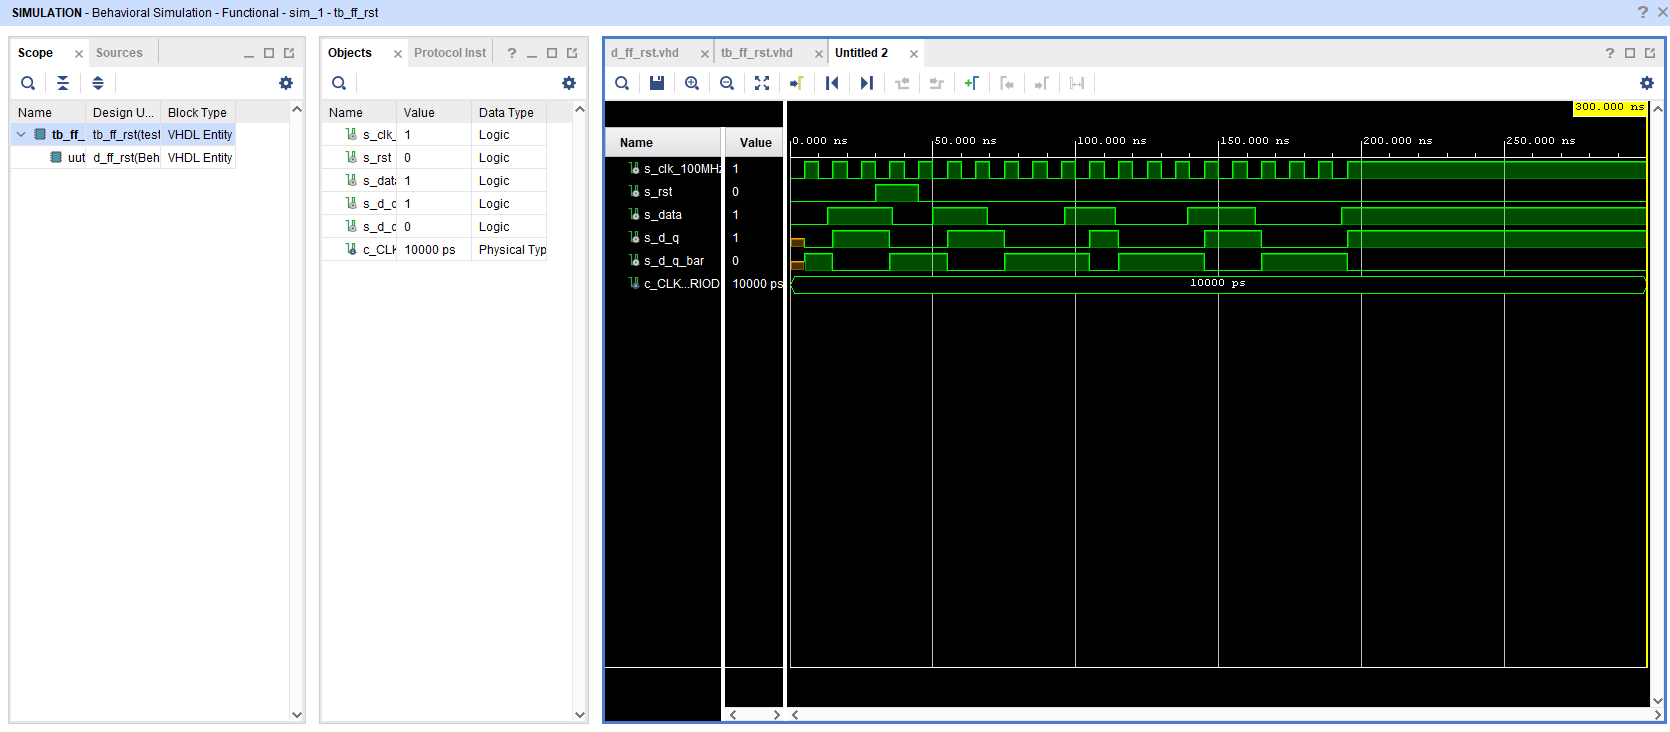 SIMULATION - Behavioral Simulation - Functional - sim_1 - tb_ff_rst
Scope Sources
Name Design U... Block Type
tb_ff_ tb_ff_rst(test VHDL Entity
uut d_ff_rst(Beh VHDL Entity
Objects Protocol Inst
Name Value Data Type
s_clk_ 1 Logic
s_rst 0 Logic
s_data 1 Logic
s_d_c 1 Logic
s_d_c 0 Logic
c_CLK 10000 ps Physical Typ
d_ff_rst.vhd tb_ff_rst.vhd Untitled 2
300.000 ns
Name Value 0.000 ns 50.000 ns 100.000 ns 150.000 ns 200.000 ns 250.000 ns
s_clk_100MHz 1
s_rst 0
s_data 1
s_d_q 1
s_d_q_bar 0
c_CLK...RIOD 10000 ps 10000 ps